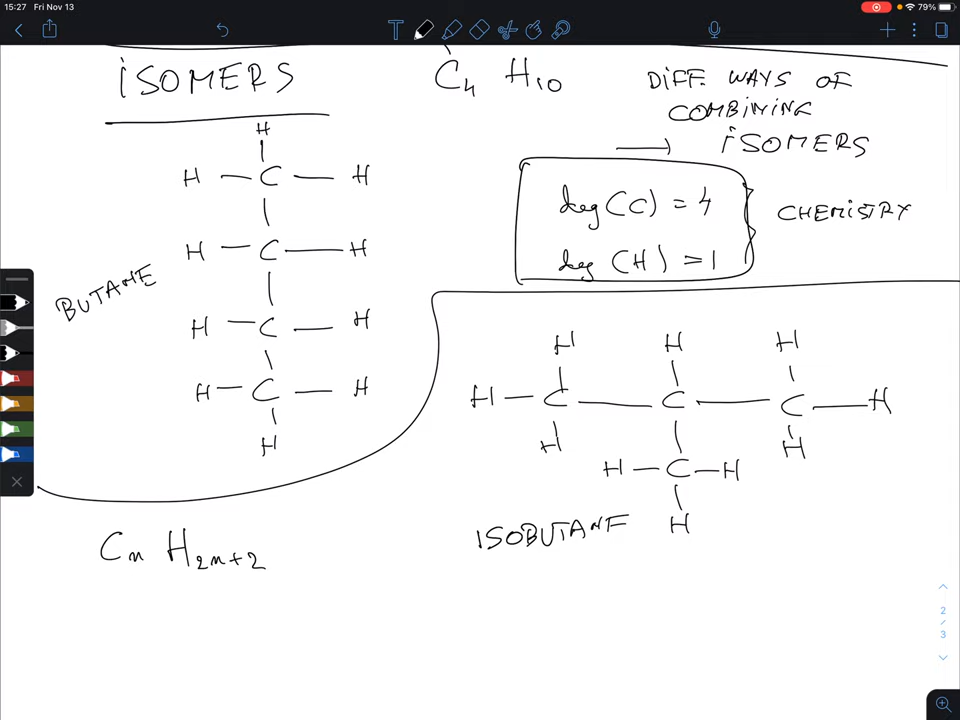 15:27 Fri Nov 13
79%
ISOMERS
C4 H10
DIFF. WAYS OF
COMBINING
→ ISOMERS
deg(C) = 4
deg(H) = 1
CHEMISTRY
BUTANE
H
H — C — H
H — C — H
H — C — H
H — C — H
H
H H H
H — C — C — C — H
H H
H — C — H
H
ISOBUTANE
Cn H2n+2
2
/
3